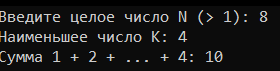 Введите целое число N (> 1): 8
Наименьшее число K: 4
Сумма 1 + 2 + ... + 4: 10